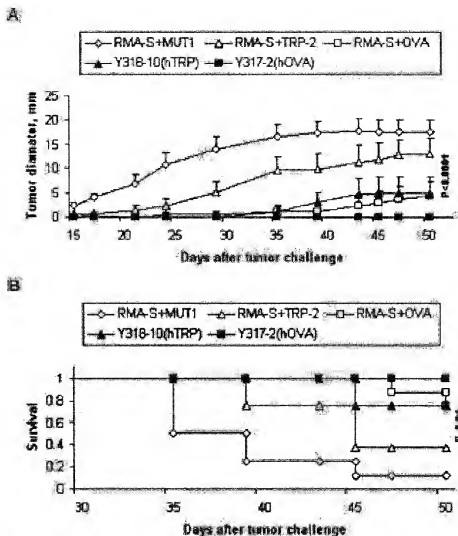 A
RMA-S+MUT1 RMA-S+TRP-2 RMA-S+OVA
Y318-10(hTRP) Y317-2(hOVA)
Tumor diamater, mm
25
20
15
10
5
0
15 20 25 30 35 40 45 50
Days after tumor challenge
P<0.0001
B
RMA-S+MUT1 RMA-S+TRP-2 RMA-S+OVA
Y318-10(hTRP) Y317-2(hOVA)
Survival
1
0.8
0.6
0.4
0.2
0
30 35 40 45 50
Days after tumor challenge